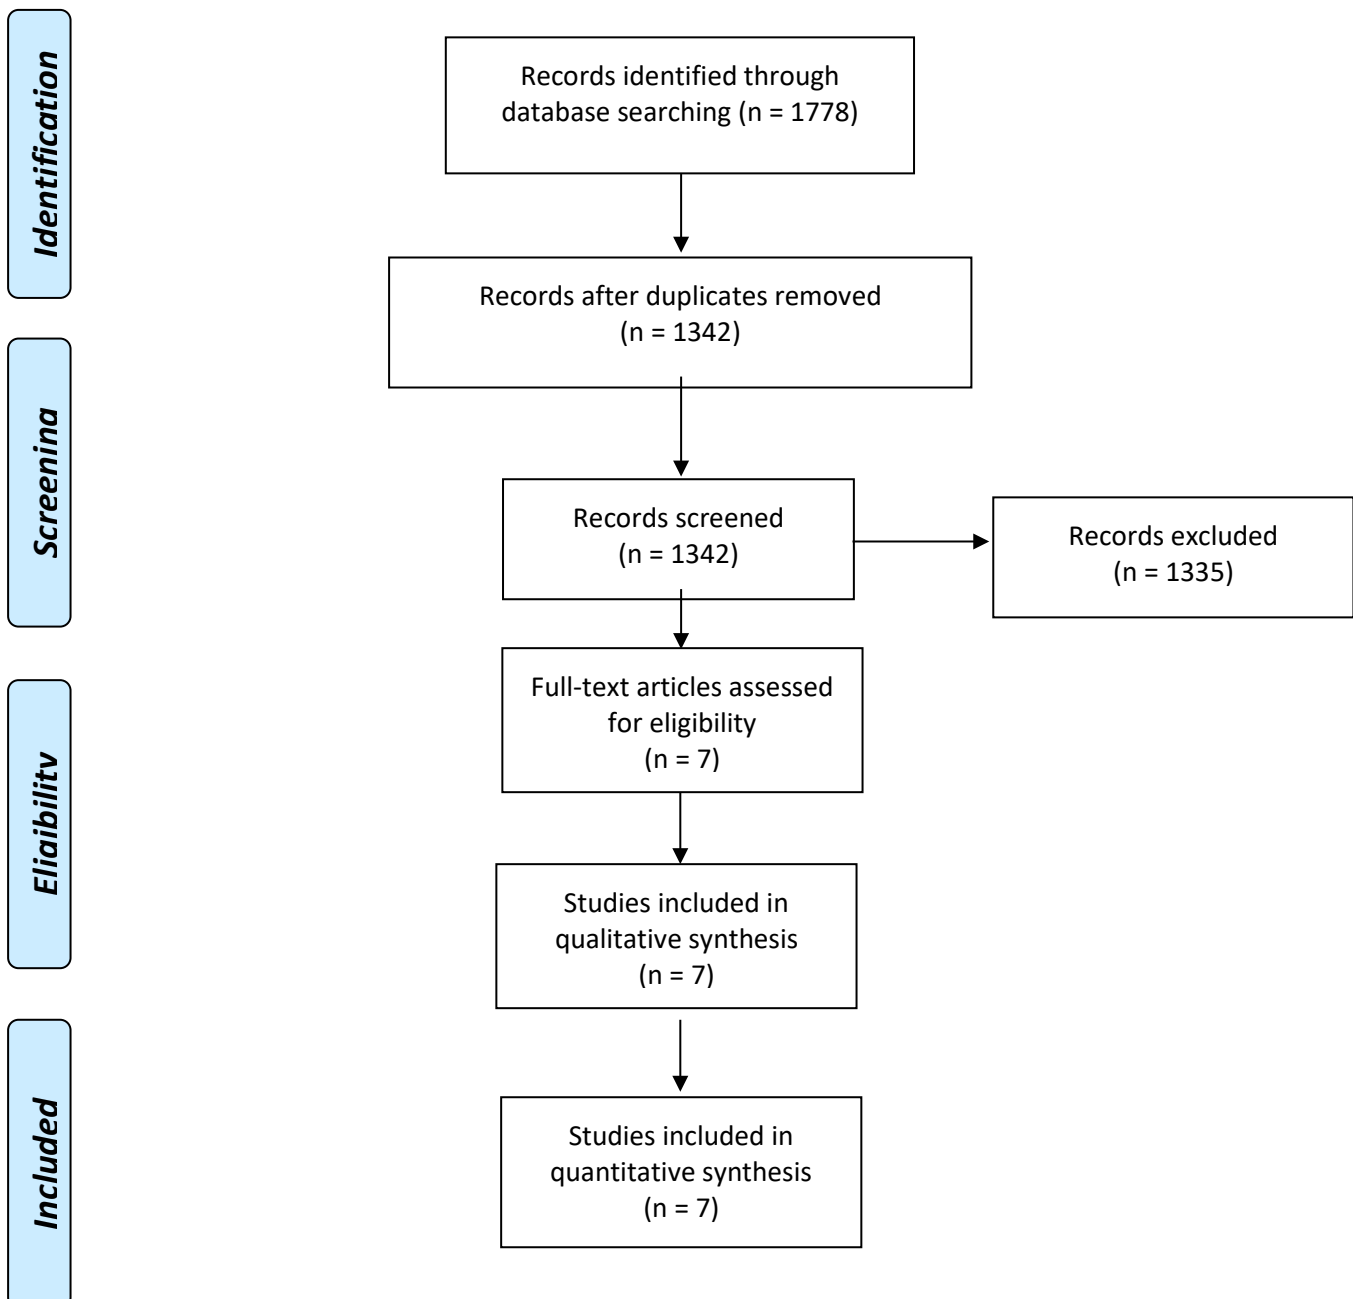 Identification
Records identified through
database searching (n = 1778)
Records after duplicates removed
(n = 1342)
Screening
Records screened
(n = 1342)
Records excluded
(n = 1335)
Full-text articles assessed
for eligibility
(n = 7)
Eligibility
Studies included in
qualitative synthesis
(n = 7)
Included
Studies included in
quantitative synthesis
(n = 7)